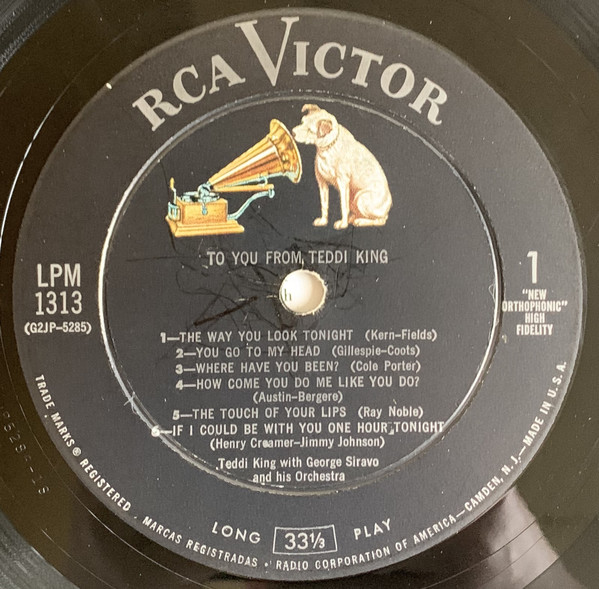 RCA VICTOR
TO YOU FROM TEDDI KING
LPM
1313
(G2JP-5285)
1
"NEW
ORTHOPHONIC"
HIGH
FIDELITY
1—THE WAY YOU LOOK TONIGHT (Kern-Fields)
2—YOU GO TO MY HEAD (Gillespie-Coots)
3—WHERE HAVE YOU BEEN? (Cole Porter)
4—HOW COME YOU DO ME LIKE YOU DO?
(Austin-Bergere)
5—THE TOUCH OF YOUR LIPS (Ray Noble)
6—IF I COULD BE WITH YOU ONE HOUR TONIGHT
(Henry Creamer-Jimmy Johnson)
Teddi King with George Siravo
and his Orchestra
LONG 33⅓ PLAY
TRADE MARKS ® REGISTERED · MARCAS REGISTRADAS · RADIO CORPORATION OF AMERICA—CAMDEN, N. J.—MADE IN U.S.A.